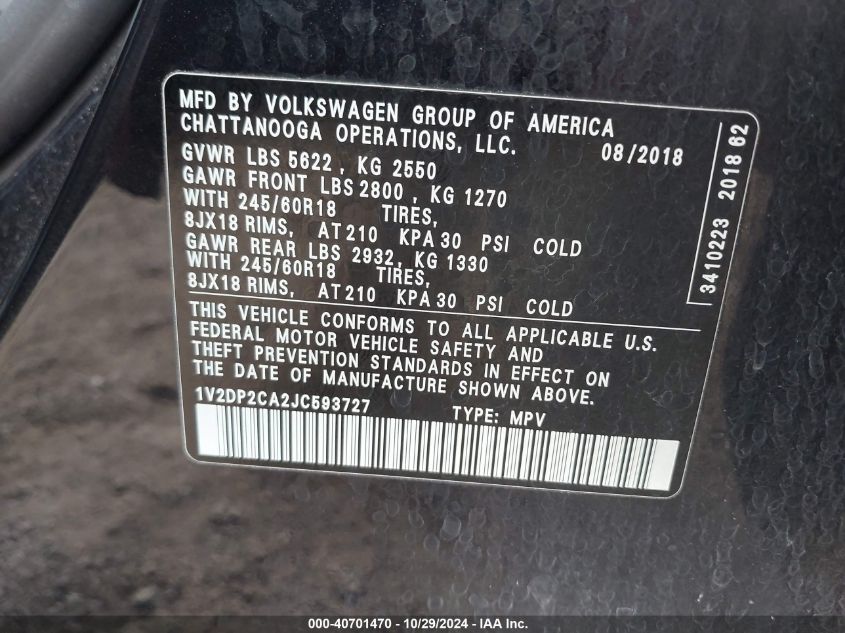 MFD BY VOLKSWAGEN GROUP OF AMERICA
CHATTANOOGA OPERATIONS, LLC. 08/2018
GVWR LBS 5622 , KG 2550
GAWR FRONT LBS 2800 , KG 1270
WITH 245/60R18 TIRES,
8JX18 RIMS, AT 210 KPA 30 PSI COLD
GAWR REAR LBS 2932, KG 1330
WITH 245/60R18 TIRES,
8JX18 RIMS, AT 210 KPA 30 PSI COLD
THIS VEHICLE CONFORMS TO ALL APPLICABLE U.S.
FEDERAL MOTOR VEHICLE SAFETY AND
THEFT PREVENTION STANDARDS IN EFFECT ON
THE DATE OF MANUFACTURE SHOWN ABOVE.
1V2DP2CA2JC593727 TYPE: MPV
3410223 2018 62
000-40701470 - 10/29/2024 - IAAI Inc.